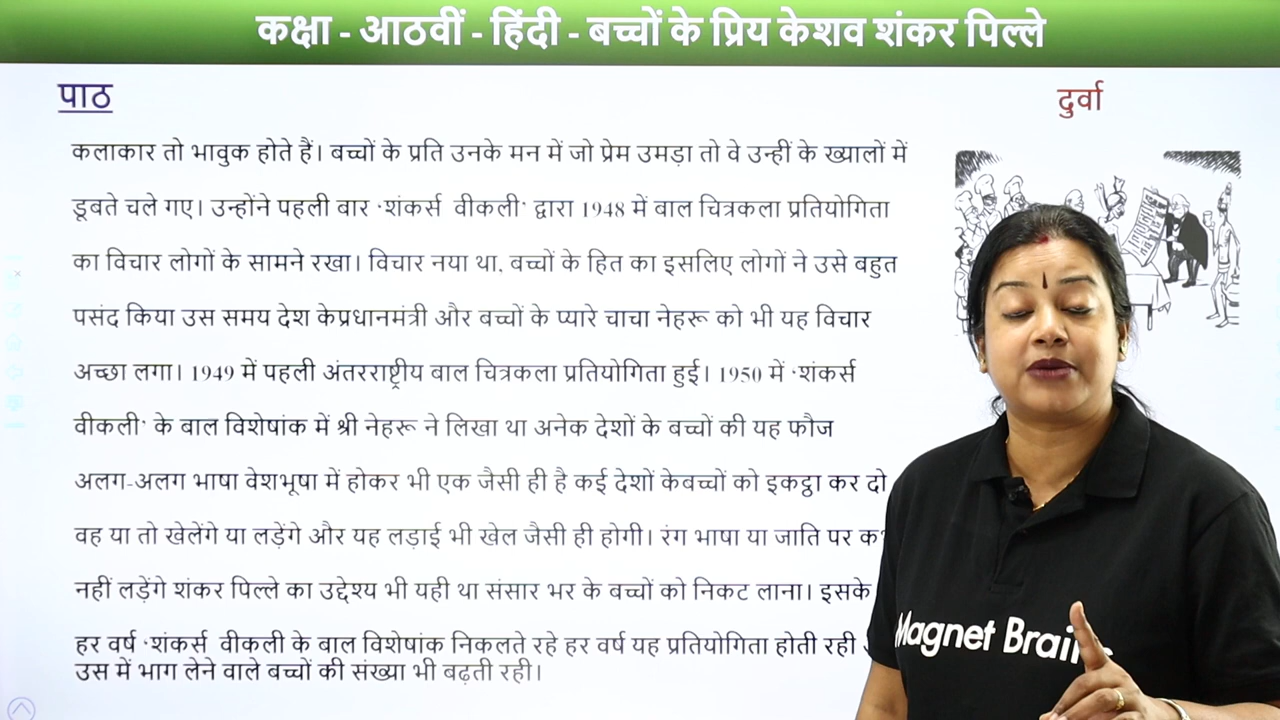 कक्षा - आठवीं - हिंदी - बच्चों के प्रिय केशव शंकर पिल्ले
पाठ
दुर्वा
कलाकार तो भावुक होते हैं। बच्चों के प्रति उनके मन में जो प्रेम उमड़ा तो वे उन्हीं के ख्यालों में
डूबते चले गए। उन्होंने पहली बार 'शंकर्स वीकली' द्वारा 1948 में बाल चित्रकला प्रतियोगिता
का विचार लोगों के सामने रखा। विचार नया था, बच्चों के हित का इसलिए लोगों ने उसे बहुत
पसंद किया उस समय देश केप्रधानमंत्री और बच्चों के प्यारे चाचा नेहरू को भी यह विचार
अच्छा लगा। 1949 में पहली अंतरराष्ट्रीय बाल चित्रकला प्रतियोगिता हुई। 1950 में 'शंकर्स
वीकली' के बाल विशेषांक में श्री नेहरू ने लिखा था अनेक देशों के बच्चों की यह फौज
अलग-अलग भाषा वेशभूषा में होकर भी एक जैसी ही है कई देशों केबच्चों को इकट्ठा कर दो
वह या तो खेलेंगे या लड़ेंगे और यह लड़ाई भी खेल जैसी ही होगी। रंग भाषा या जाति पर
नहीं लड़ेंगे शंकर पिल्ले का उद्देश्य भी यही था संसार भर के बच्चों को निकट लाना। इसके
हर वर्ष 'शंकर्स वीकली के बाल विशेषांक निकलते रहे हर वर्ष यह प्रतियोगिता होती रही
उस में भाग लेने वाले बच्चों की संख्या भी बढ़ती रही।
Magnet